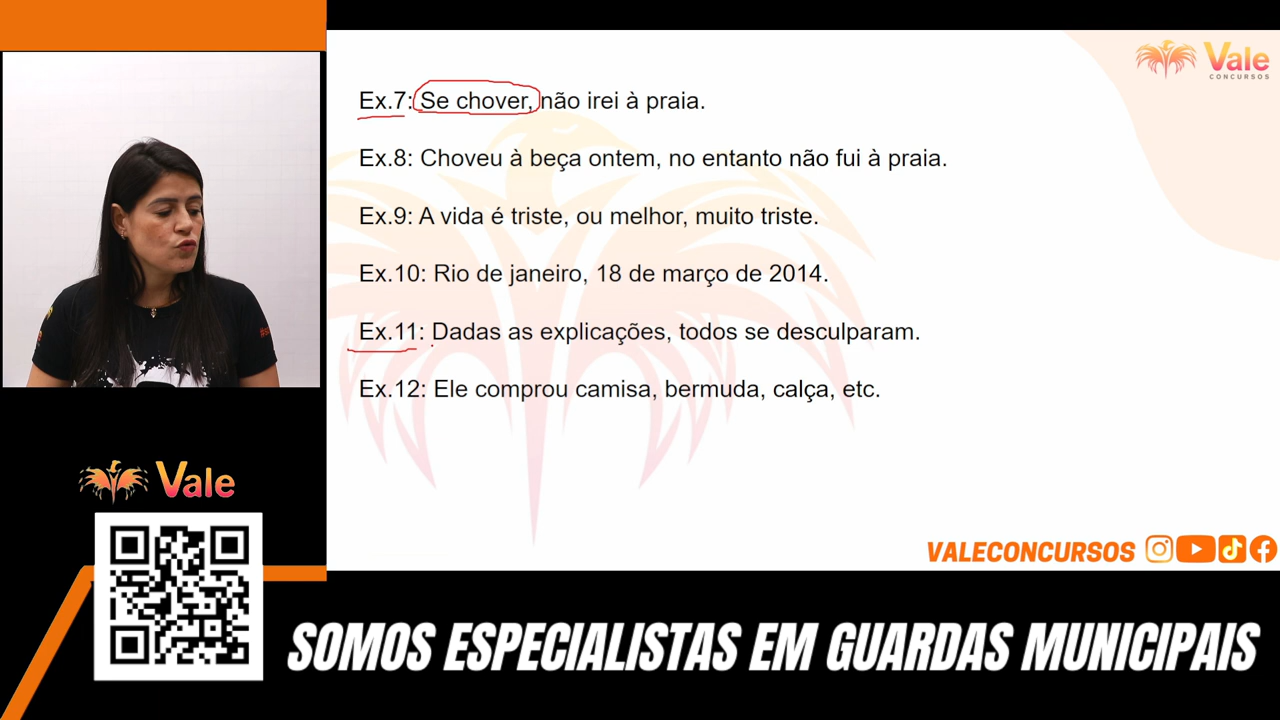 Vale
CONCURSOS
Ex.7: Se chover, não irei à praia.
Ex.8: Choveu à beça ontem, no entanto não fui à praia.
Ex.9: A vida é triste, ou melhor, muito triste.
Ex.10: Rio de janeiro, 18 de março de 2014.
Ex.11: Dadas as explicações, todos se desculparam.
Ex.12: Ele comprou camisa, bermuda, calça, etc.
Vale
VALECONCURSOS
SOMOS ESPECIALISTAS EM GUARDAS MUNICIPAIS